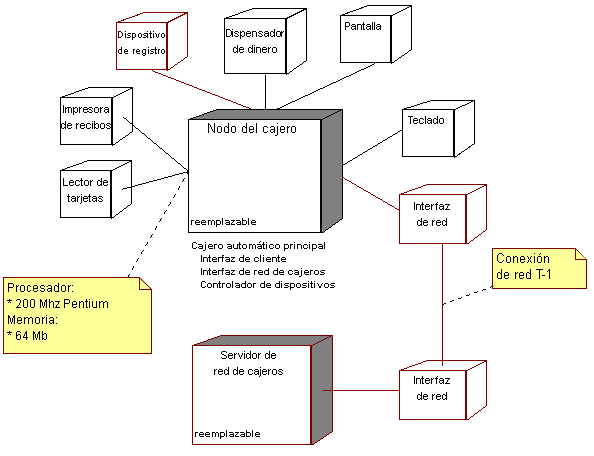 Dispositivo
de registro
Dispensador
de dinero
Pantalla
Impresora
de recibos
Nodo del cajero
Teclado
Lector de
tarjetas
reemplazable
Interfaz
de red
Cajero automático principal
Interfaz de cliente
Interfaz de red de cajeros
Controlador de dispositivos
Conexión
de red T-1
Procesador:
* 200 Mhz Pentium
Memoria:
* 64 Mb
Servidor de
red de cajeros
reemplazable
Interfaz
de red